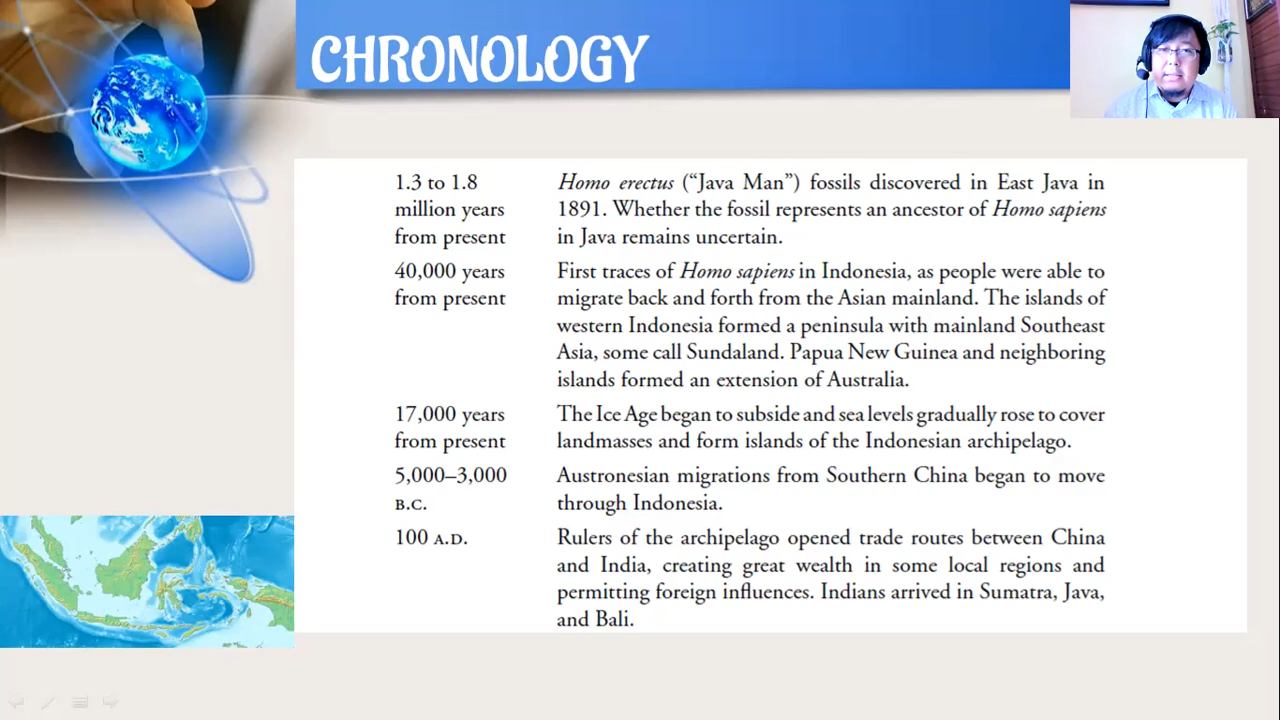 CHRONOLOGY
1.3 to 1.8
million years
from present
Homo erectus (“Java Man”) fossils discovered in East Java in
1891. Whether the fossil represents an ancestor of Homo sapiens
in Java remains uncertain.
40,000 years
from present
First traces of Homo sapiens in Indonesia, as people were able to
migrate back and forth from the Asian mainland. The islands of
western Indonesia formed a peninsula with mainland Southeast
Asia, some call Sundaland. Papua New Guinea and neighboring
islands formed an extension of Australia.
17,000 years
from present
The Ice Age began to subside and sea levels gradually rose to cover
landmasses and form islands of the Indonesian archipelago.
5,000–3,000
B.C.
Austronesian migrations from Southern China began to move
through Indonesia.
100 A.D.
Rulers of the archipelago opened trade routes between China
and India, creating great wealth in some local regions and
permitting foreign influences. Indians arrived in Sumatra, Java,
and Bali.